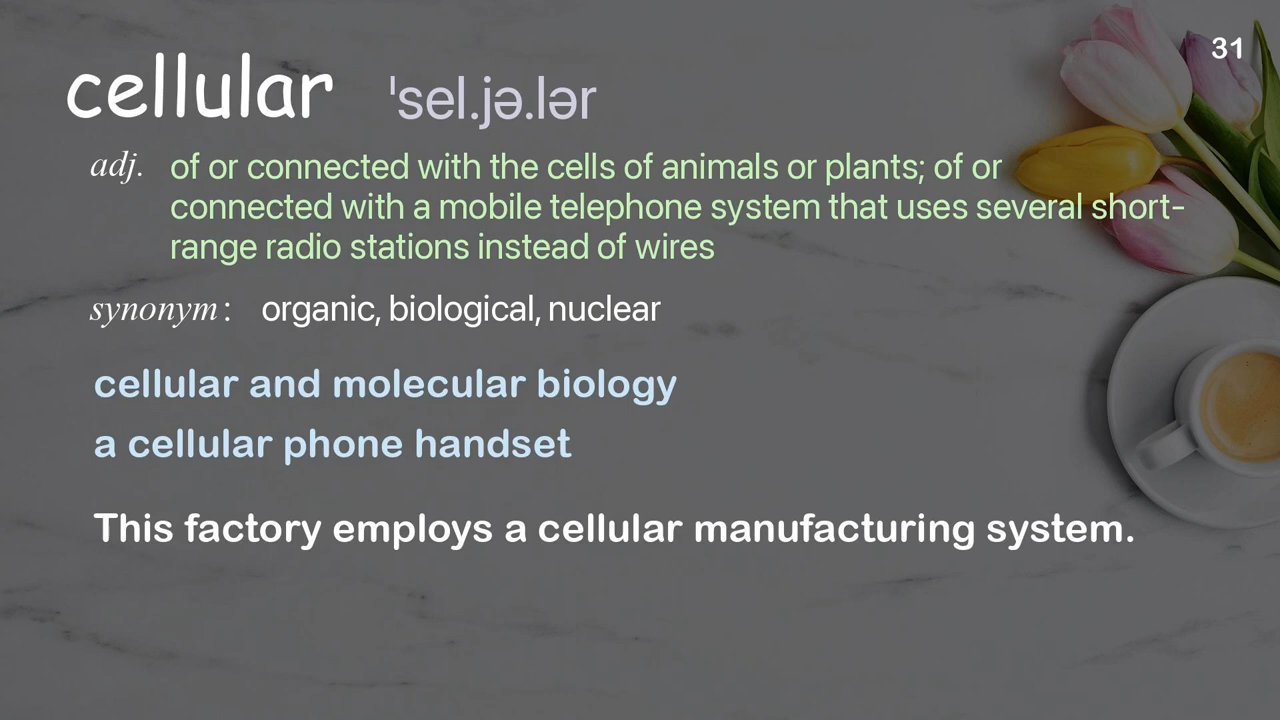 31
cellular ˈsel.jə.lər
adj. of or connected with the cells of animals or plants; of or
connected with a mobile telephone system that uses several short-
range radio stations instead of wires
synonym: organic, biological, nuclear
cellular and molecular biology
a cellular phone handset
This factory employs a cellular manufacturing system.